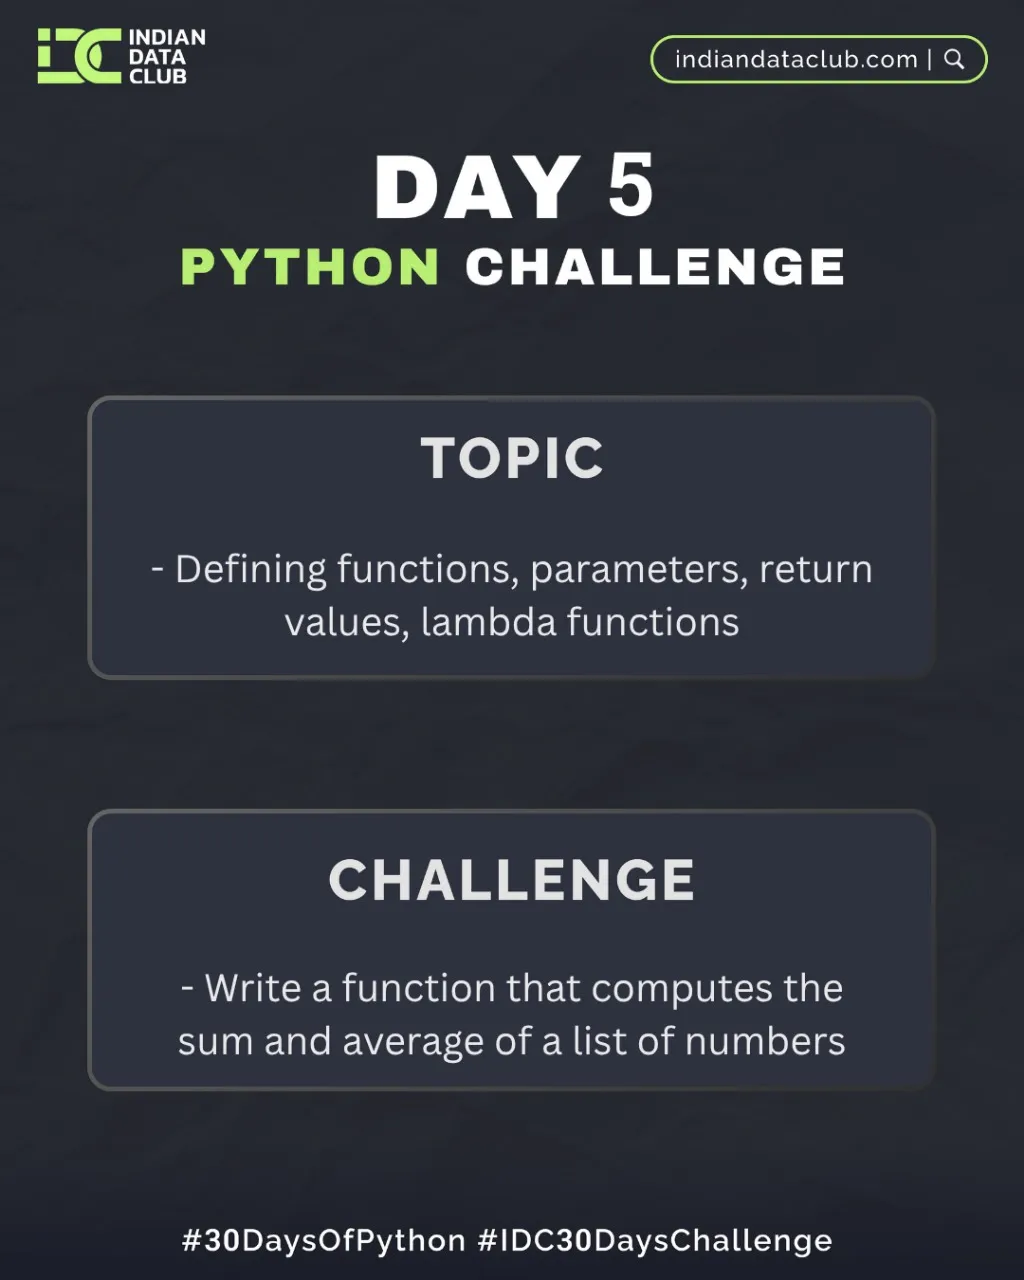 INDIAN
DATA
CLUB
indiandataclub.com |
DAY 5
PYTHON CHALLENGE
TOPIC
- Defining functions, parameters, return
values, lambda functions
CHALLENGE
- Write a function that computes the
sum and average of a list of numbers
#30DaysOfPython #IDC30DaysChallenge